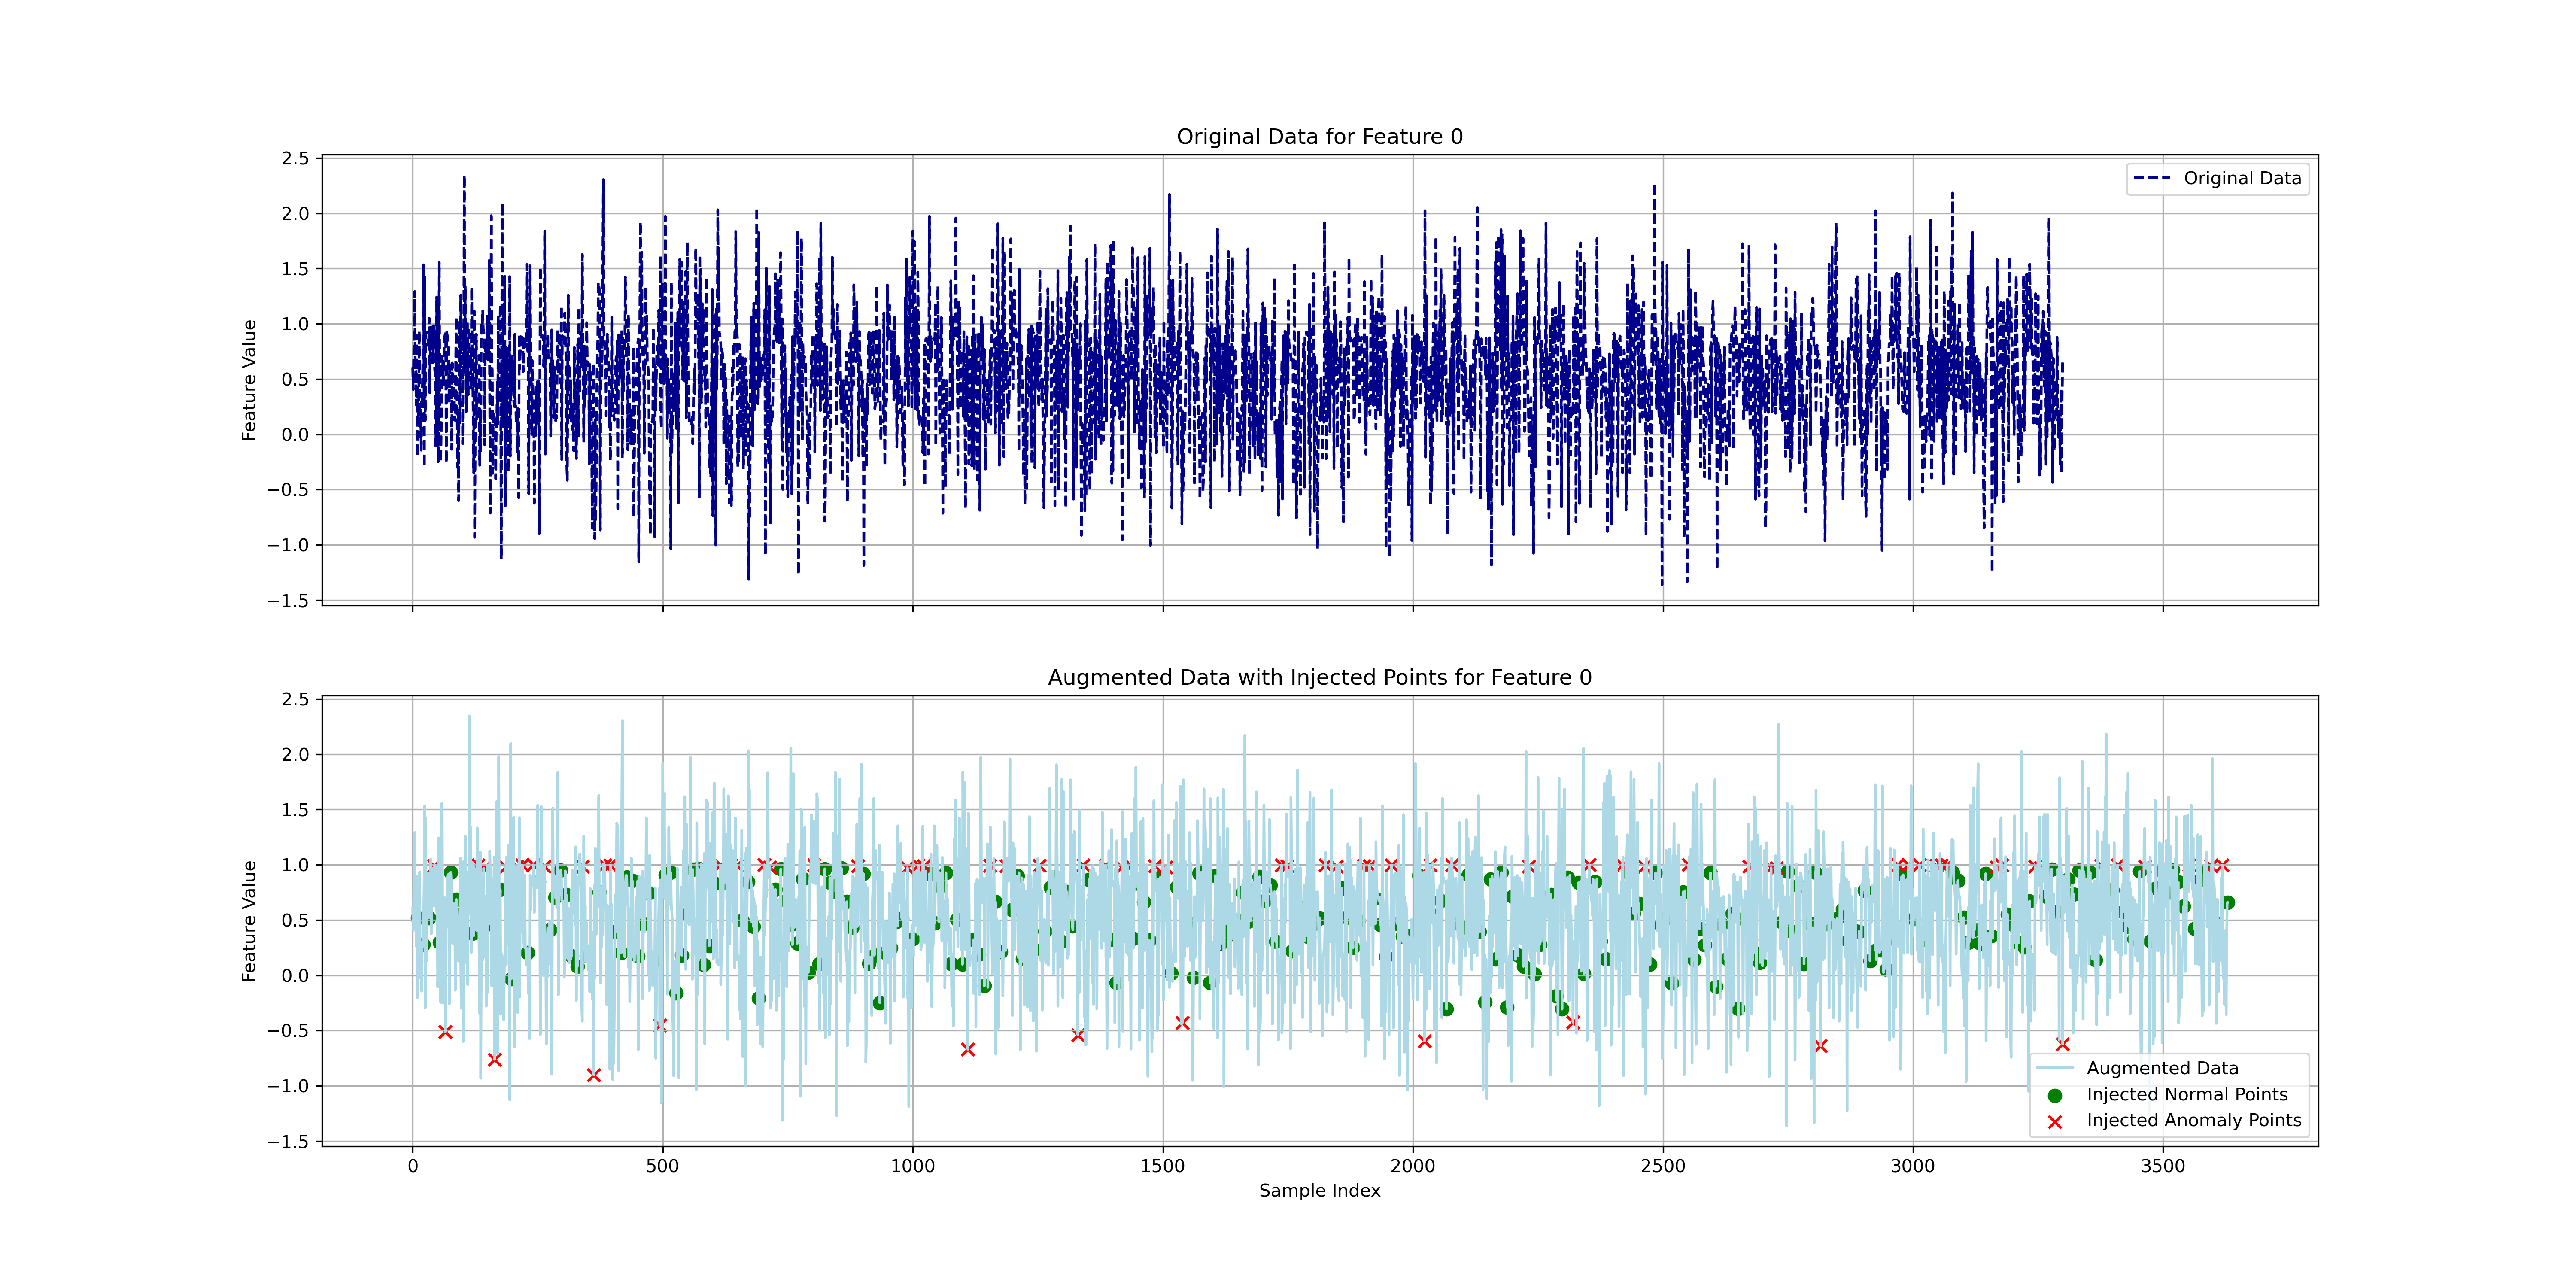 Original Data for Feature 0
2.5
2.0
1.5
1.0
0.5
0.0
−0.5
−1.0
−1.5
Feature Value
Original Data
Augmented Data with Injected Points for Feature 0
2.5
2.0
1.5
1.0
0.5
0.0
−0.5
−1.0
−1.5
Feature Value
Augmented Data
Injected Normal Points
Injected Anomaly Points
0 500 1000 1500 2000 2500 3000 3500
Sample Index